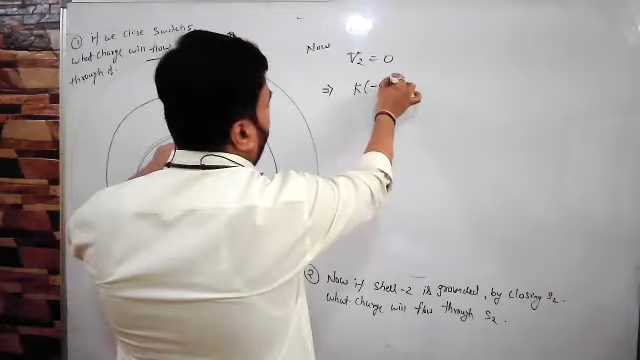 ① if we close switch S,
what charge will flow
through it.
Now
V₂ = 0
⇒ K(-
② Now if shell-2 is grounded, by closing S₂.
what charge will flow through S₂.